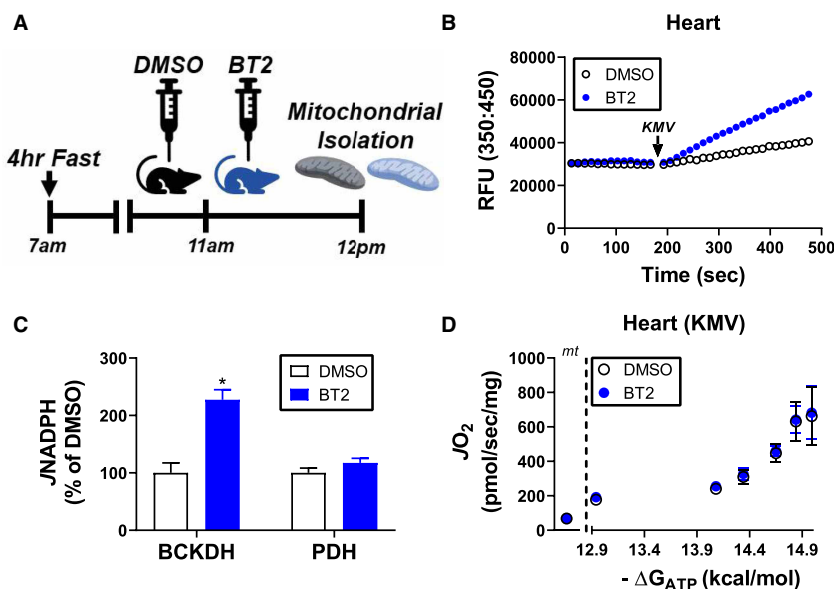 A
DMSO
BT2
Mitochondrial
Isolation
4hr Fast
7am
11am
12pm
B
Heart
RFU (350:450)
80000
60000
40000
20000
0
DMSO
BT2
KMV
0
100
200
300
400
500
Time (sec)
C
JNADPH
(% of DMSO)
300
200
100
0
DMSO
BT2
*
BCKDH
PDH
D
Heart (KMV)
JO₂
(pmol/sec/mg)
1000
800
600
400
200
0
mt
DMSO
BT2
12.9
13.4
13.9
14.4
14.9
- ΔG_ATP (kcal/mol)